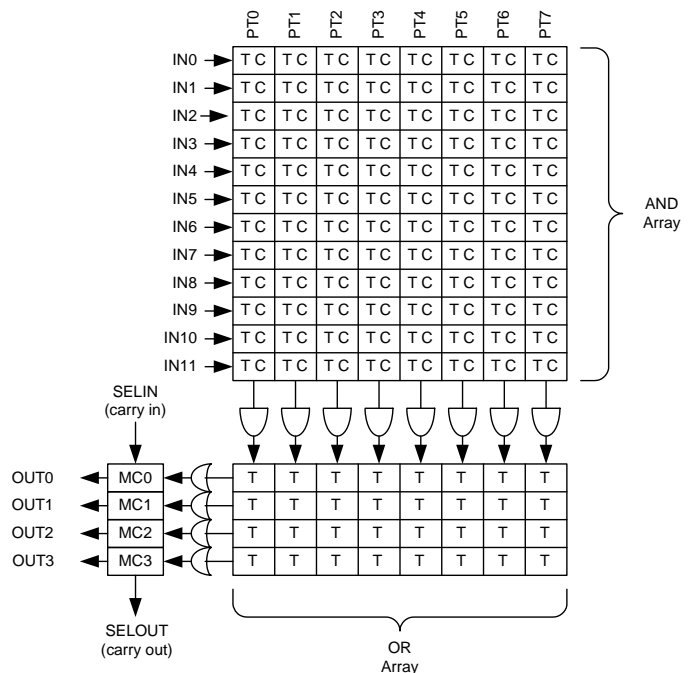 PT0 PT1 PT2 PT3 PT4 PT5 PT6 PT7
IN0 T C T C T C T C T C T C T C T C
IN1 T C T C T C T C T C T C T C T C
IN2 T C T C T C T C T C T C T C T C
IN3 T C T C T C T C T C T C T C T C
IN4 T C T C T C T C T C T C T C T C
IN5 T C T C T C T C T C T C T C T C
IN6 T C T C T C T C T C T C T C T C
IN7 T C T C T C T C T C T C T C T C
IN8 T C T C T C T C T C T C T C T C
IN9 T C T C T C T C T C T C T C T C
IN10 T C T C T C T C T C T C T C T C
IN11 T C T C T C T C T C T C T C T C
AND
Array
SELIN
(carry in)
OUT0 MC0 T T T T T T T T
OUT1 MC1 T T T T T T T T
OUT2 MC2 T T T T T T T T
OUT3 MC3 T T T T T T T T
SELOUT
(carry out)
OR
Array